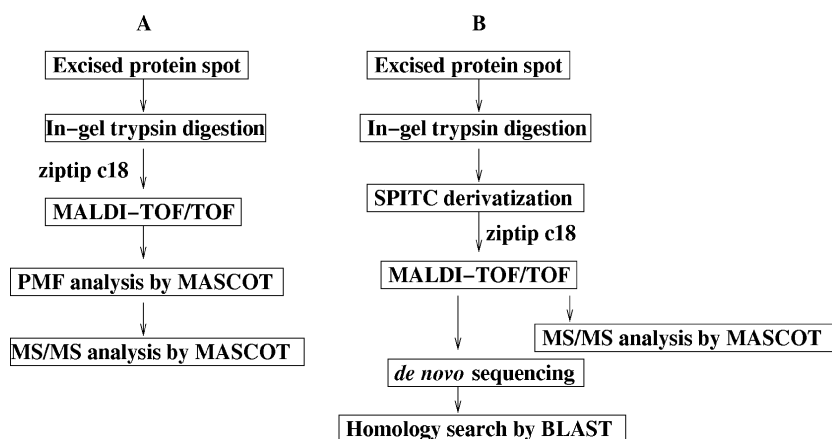 A
Excised protein spot
In-gel trypsin digestion
ziptip c18
MALDI-TOF/TOF
PMF analysis by MASCOT
MS/MS analysis by MASCOT
B
Excised protein spot
In-gel trypsin digestion
SPITC derivatization
ziptip c18
MALDI-TOF/TOF
MS/MS analysis by MASCOT
de novo sequencing
Homology search by BLAST